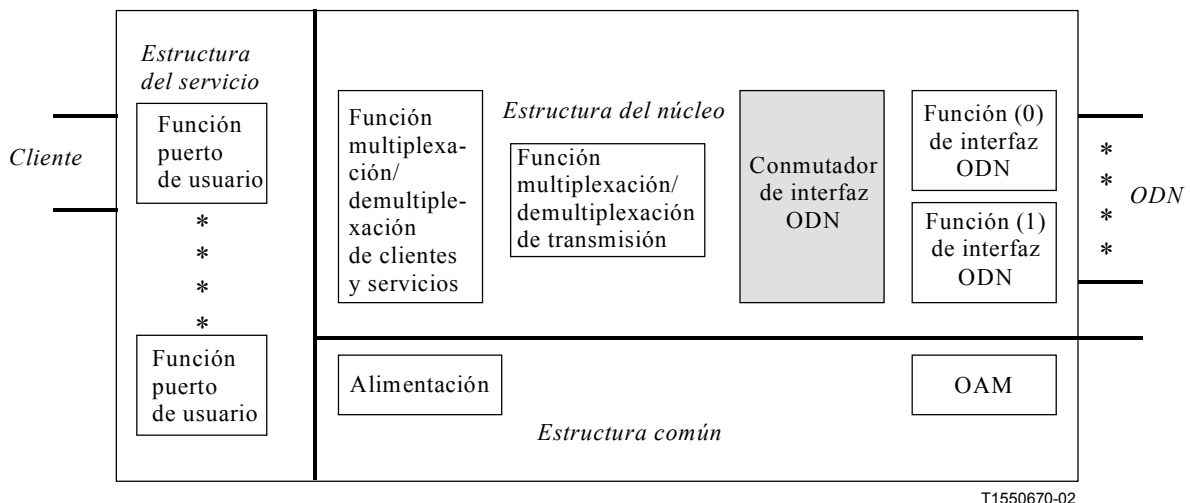 Estructura
del servicio
Cliente
Función
puerto
de usuario
*
*
*
*
Función
puerto
de usuario
Función
multiplexa-
ción/
demultiple-
xación
de clientes
y servicios
Estructura del núcleo
Función
multiplexación/
demultiplexación
de transmisión
Conmutador
de interfaz
ODN
Función (0)
de interfaz
ODN
Función (1)
de interfaz
ODN
*
*
*
*
ODN
Alimentación
OAM
Estructura común
T1550670-02